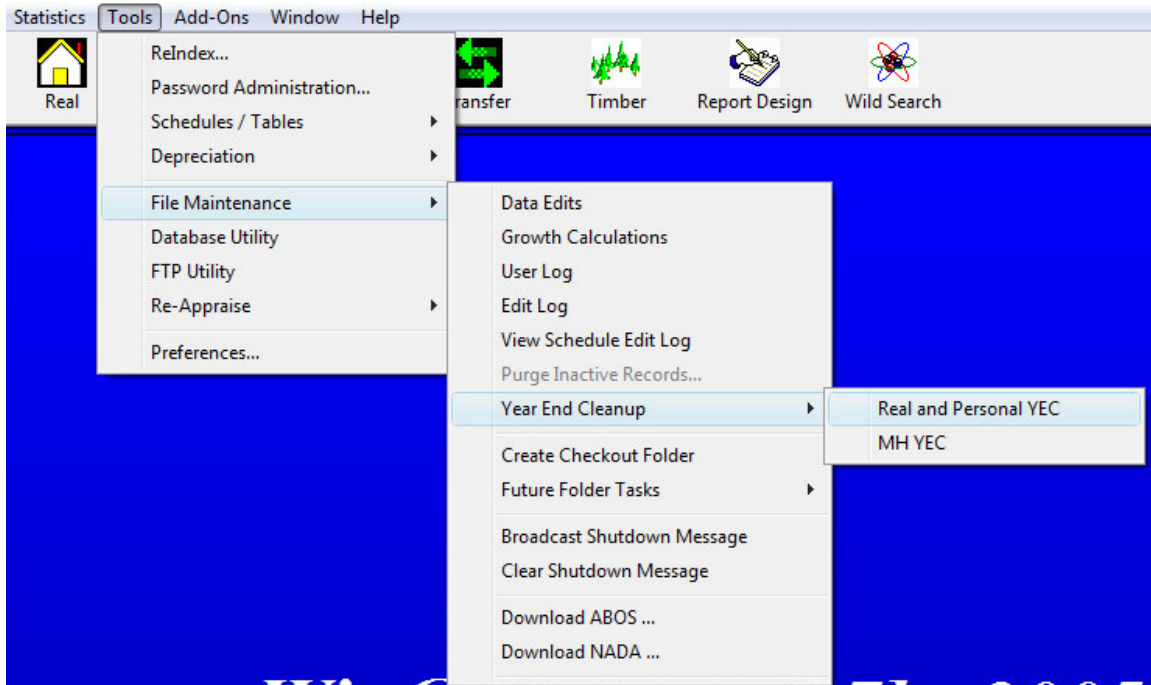 Statistics Tools Add-Ons Window Help
Real
Timber
Report Design
Wild Search
ReIndex...
Password Administration...
Schedules / Tables
Depreciation
File Maintenance
Database Utility
FTP Utility
Re-Appraise
Preferences...
Data Edits
Growth Calculations
User Log
Edit Log
View Schedule Edit Log
Purge Inactive Records...
Year End Cleanup
Create Checkout Folder
Future Folder Tasks
Broadcast Shutdown Message
Clear Shutdown Message
Download ABOS ...
Download NADA ...
Real and Personal YEC
MH YEC